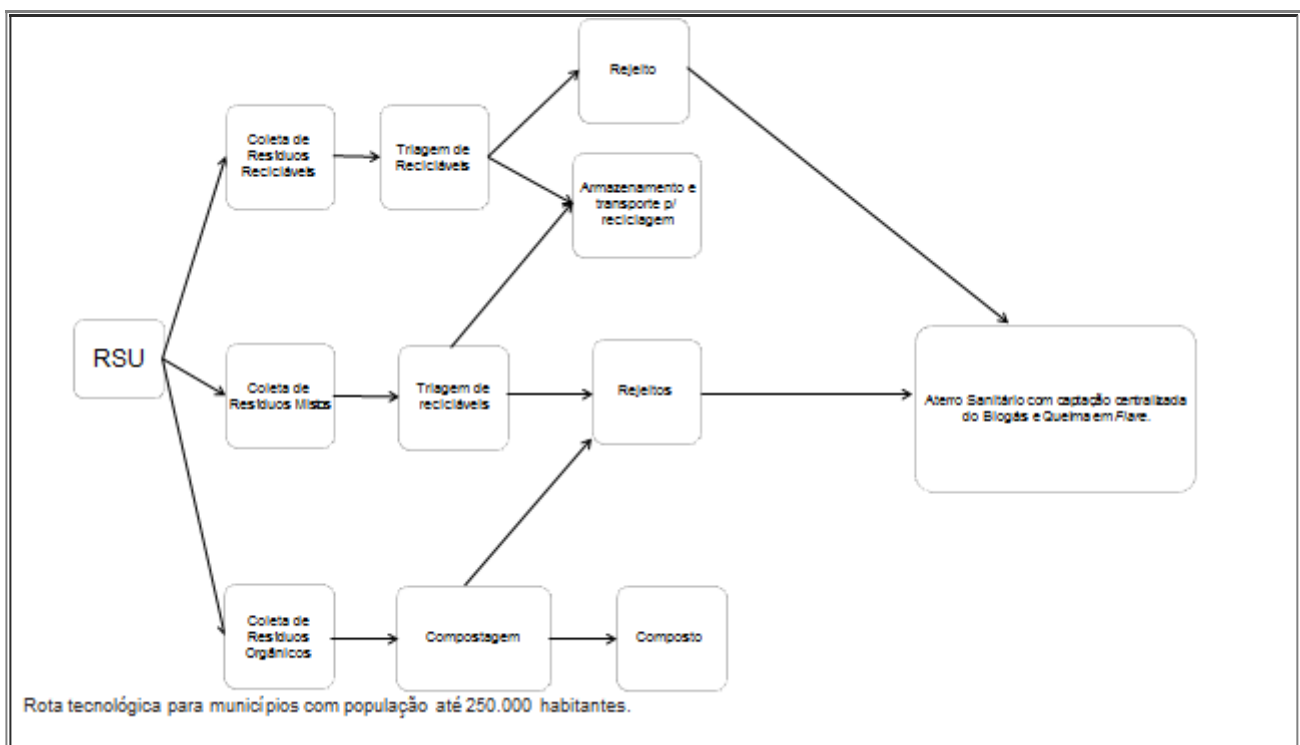 Rejeito
Coleta de
Resíduos
Recicláveis
Triagem de
Recicláveis
Armazenamento e
transporte p/
reciclagem
RSU
Coleta de
Resíduos Mistos
Triagem de
recicláveis
Rejeitos
Aterro Sanitário com captação centralizada
do Biogás e Queima em Flare.
Coleta de
Resíduos
Orgânicos
Compostagem
Composto
Rota tecnológica para municípios com população até 250.000 habitantes.